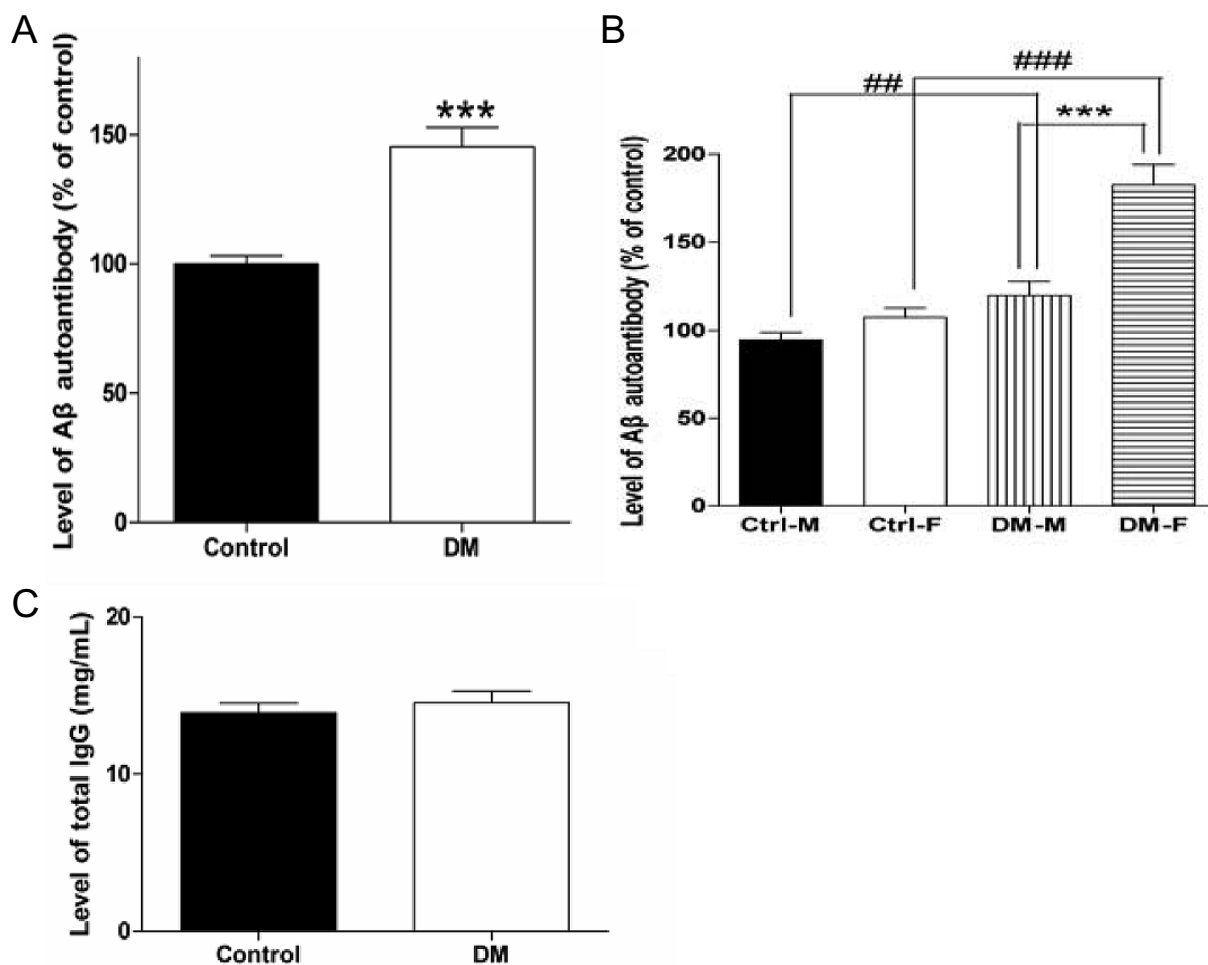 A
Level of Aβ autoantibody (% of control)
150
100
50
0
***
Control
DM
B
Level of Aβ autoantibody (% of control)
200
150
100
50
0
##
###
***
Ctrl-M
Ctrl-F
DM-M
DM-F
C
Level of total IgG (mg/mL)
20
10
0
Control
DM